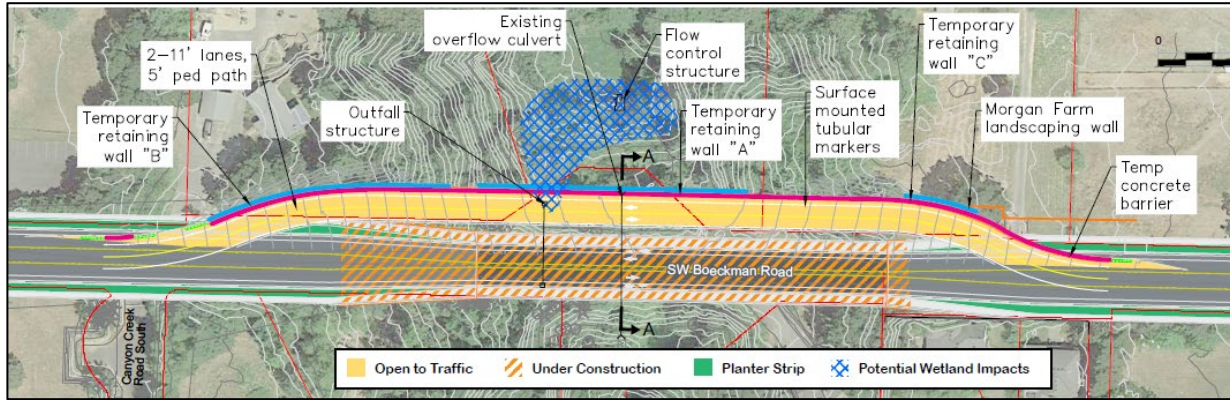 2-11' lanes,
5' ped path
Temporary
retaining
wall "B"
Existing
overflow culvert
Outfall
structure
Flow
control
structure
Temporary
retaining
wall "A"
Surface
mounted
tubular
markers
Temporary
retaining
wall "C"
Morgan Farm
landscaping wall
Temp
concrete
barrier
0
A
SW Boeckman Road
A
Canyon Creek
Road South
Open to Traffic
Under Construction
Planter Strip
Potential Wetland Impacts